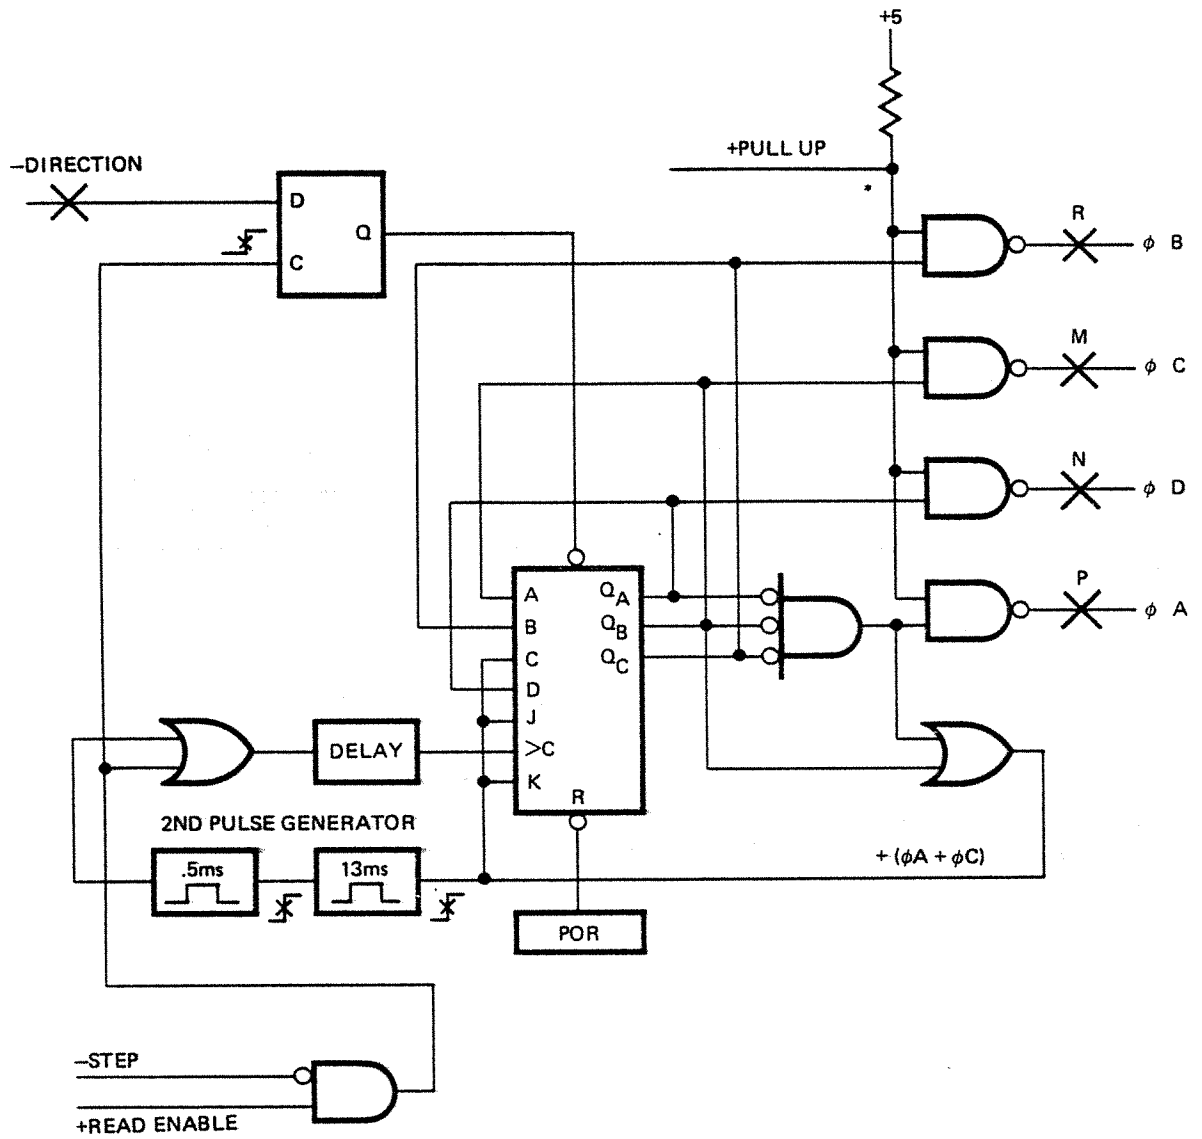 +5
+PULL UP
–DIRECTION
D
Q
C
R
φ B
M
φ C
N
φ D
P
φ A
A
B
C
D
J
>C
K
R
QA
QB
QC
DELAY
2ND PULSE GENERATOR
.5ms
13ms
+ (φA + φC)
POR
–STEP
+READ ENABLE